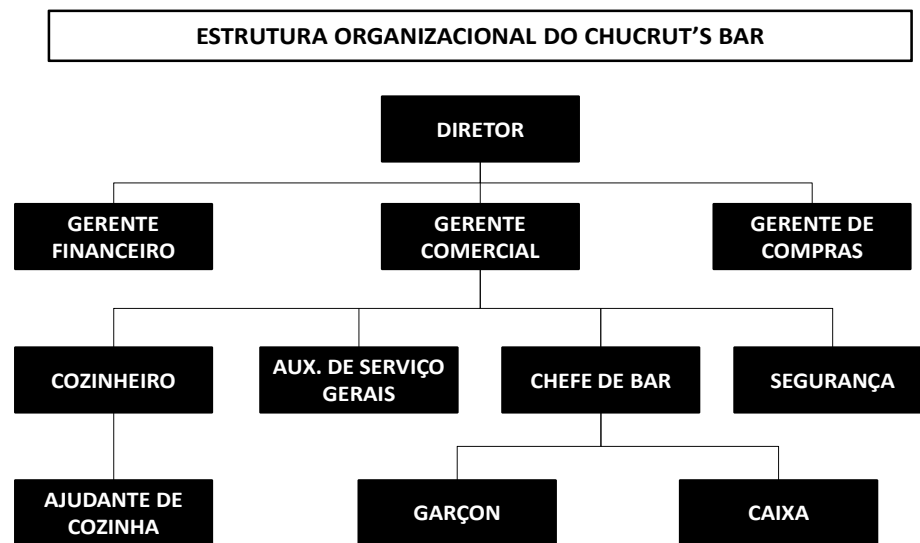 ESTRUTURA ORGANIZACIONAL DO CHUCRUT’S BAR
DIRETOR
GERENTE
FINANCEIRO
GERENTE
COMERCIAL
GERENTE DE
COMPRAS
COZINHEIRO
AUX. DE SERVIÇO
GERAIS
CHEFE DE BAR
SEGURANÇA
AJUDANTE DE
COZINHA
GARÇON
CAIXA